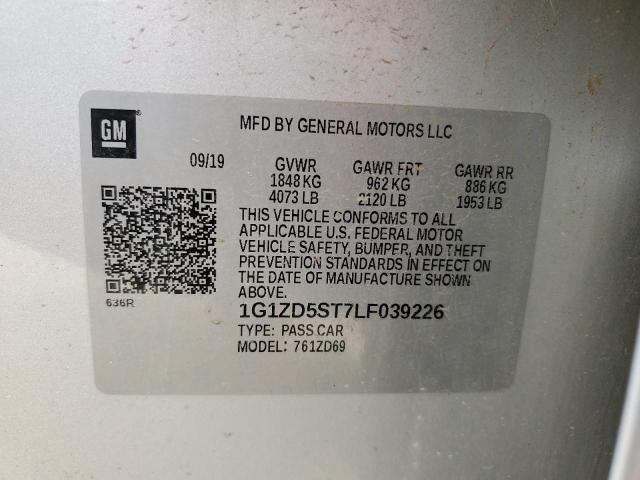 GM
MFD BY GENERAL MOTORS LLC
09/19 GVWR GAWR FRT GAWR RR
1848 KG 962 KG 886 KG
4073 LB 2120 LB 1953 LB
THIS VEHICLE CONFORMS TO ALL
APPLICABLE U.S. FEDERAL MOTOR
VEHICLE SAFETY, BUMPER, AND THEFT
PREVENTION STANDARDS IN EFFECT ON
THE DATE OF MANUFACTURE SHOWN
ABOVE.
636R
1G1ZD5ST7LF039226
TYPE: PASS CAR
MODEL: 761ZD69